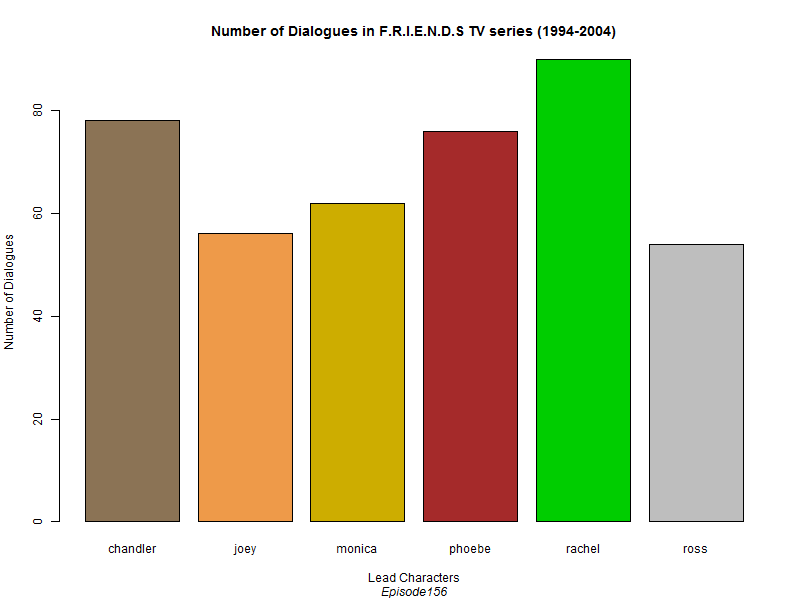 Number of Dialogues in F.R.I.E.N.D.S TV series (1994-2004)
Number of Dialogues
80
60
40
20
0
chandler joey monica phoebe rachel ross
Lead Characters
Episode156